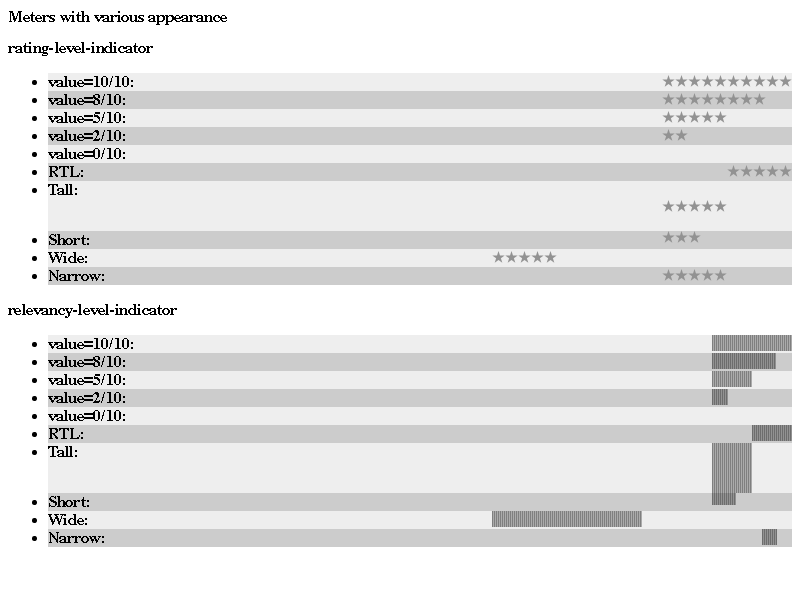 Meters with various appearance
rating-level-indicator
value=10/10:
value=8/10:
value=5/10:
value=2/10:
value=0/10:
RTL:
Tall:
Short:
Wide:
Narrow:
relevancy-level-indicator
value=10/10:
value=8/10:
value=5/10:
value=2/10:
value=0/10:
RTL:
Tall:
Short:
Wide:
Narrow: